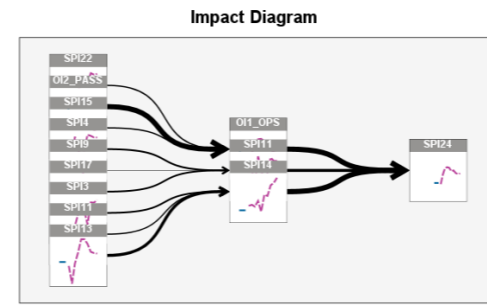 Impact Diagram
SPI22
OI2_PASS
SPI15
SPI4
SPI9
SPI17
SPI3
SPI11
SPI13
OI1_OPS
SPI11
SPI14
SPI24